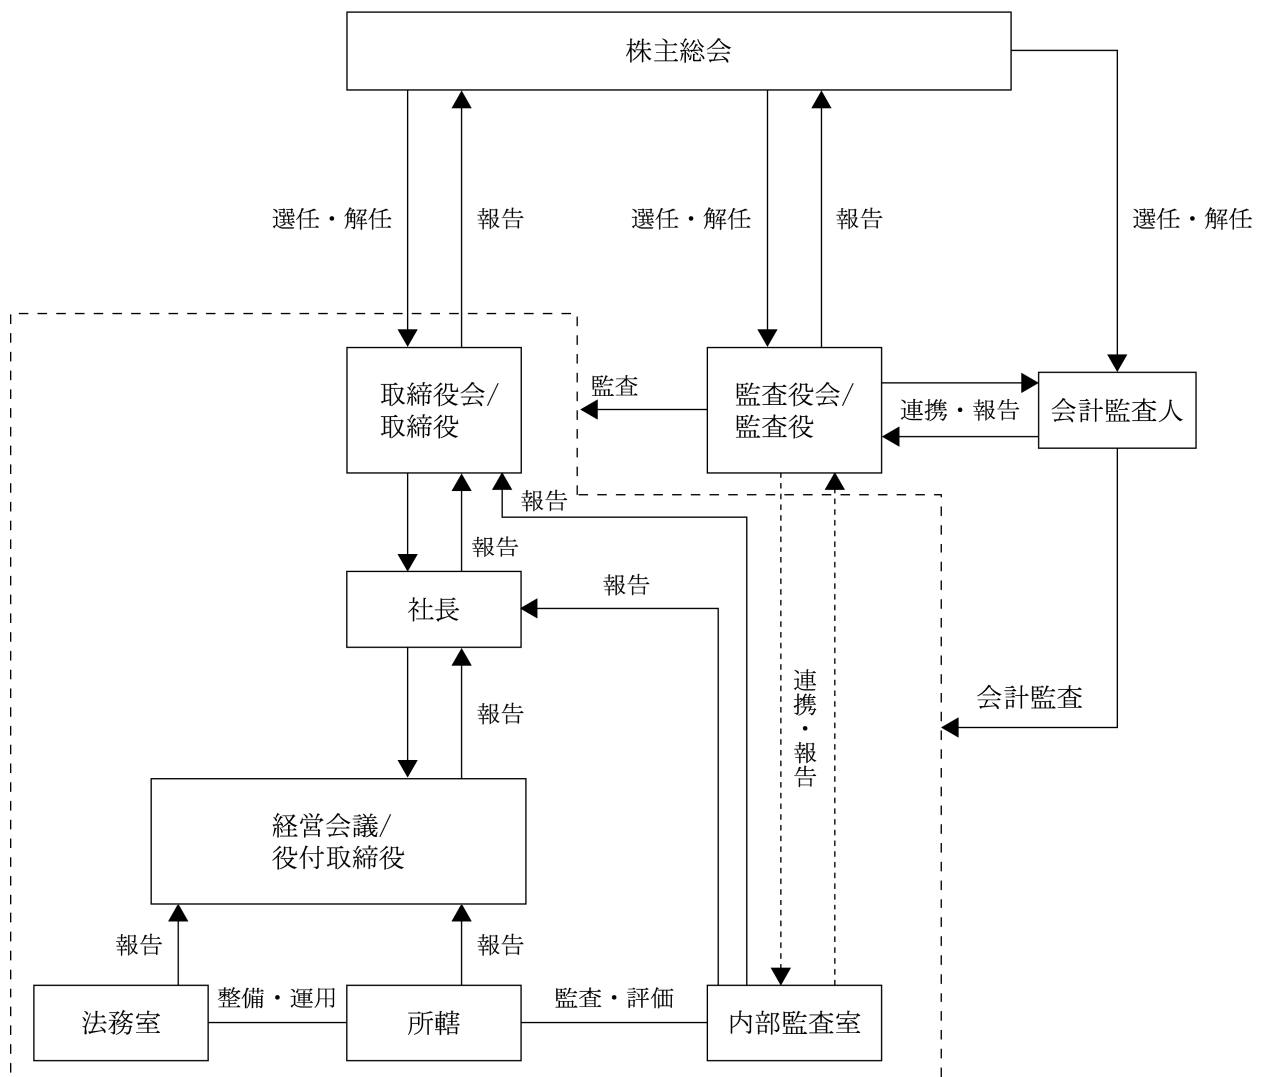 株主総会
選任・解任
報告
選任・解任
報告
選任・解任
取締役会/
取締役
監査
監査役会/
監査役
連携・報告
会計監査人
報告
報告
社長
報告
連携・報告
会計監査
報告
経営会議/
役付取締役
報告
報告
法務室
整備・運用
所轄
監査・評価
内部監査室